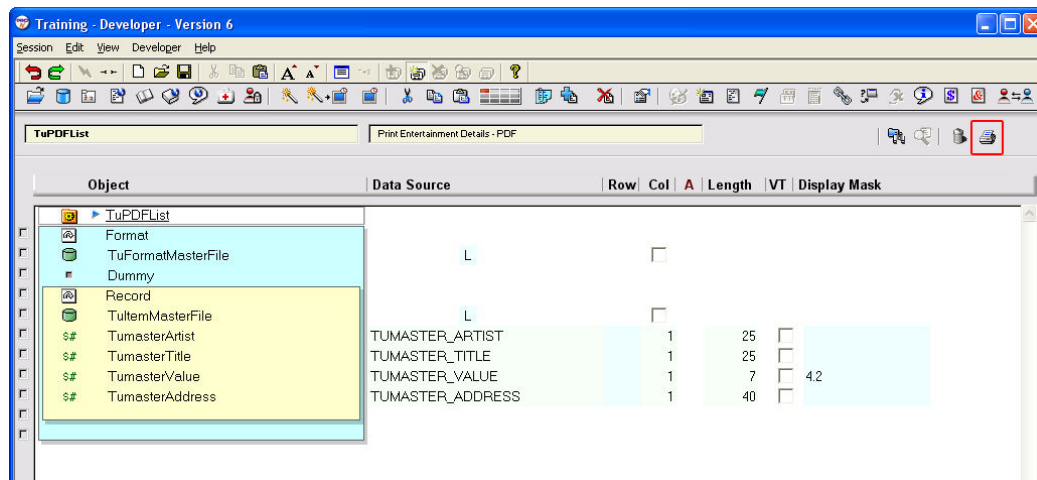 Training - Developer - Version 6
Session Edit View Developer Help
TuPDFList Print Entertainment Details - PDF
Object Data Source Row Col A Length VT Display Mask
TuPDFList
Format
TuFormatMasterFile L
Dummy
Record
TuItemMasterFile L
$# TumasterArtist TUMASTER_ARTIST 1 25
$# TumasterTitle TUMASTER_TITLE 1 25
$# TumasterValue TUMASTER_VALUE 1 7 4.2
$# TumasterAddress TUMASTER_ADDRESS 1 40